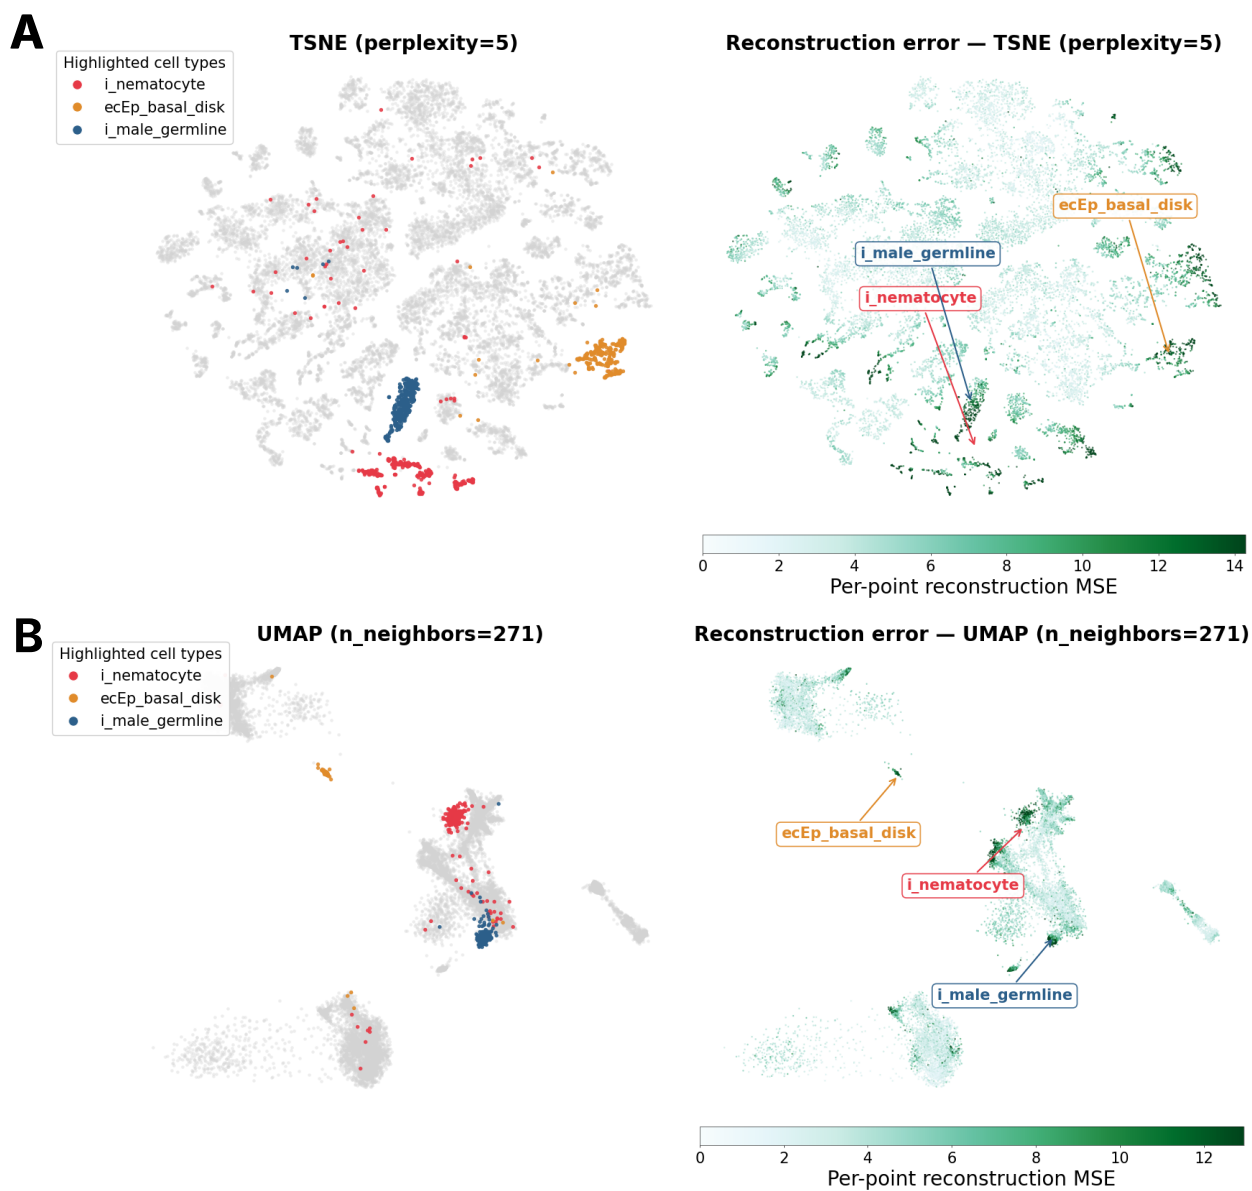 A
TSNE (perplexity=5)
Highlighted cell types
i_nematocyte
ecEp_basal_disk
i_male_germline
Reconstruction error — TSNE (perplexity=5)
ecEp_basal_disk
i_male_germline
i_nematocyte
0 2 4 6 8 10 12 14
Per-point reconstruction MSE
B
UMAP (n_neighbors=271)
Highlighted cell types
i_nematocyte
ecEp_basal_disk
i_male_germline
Reconstruction error — UMAP (n_neighbors=271)
ecEp_basal_disk
i_nematocyte
i_male_germline
0 2 4 6 8 10 12
Per-point reconstruction MSE